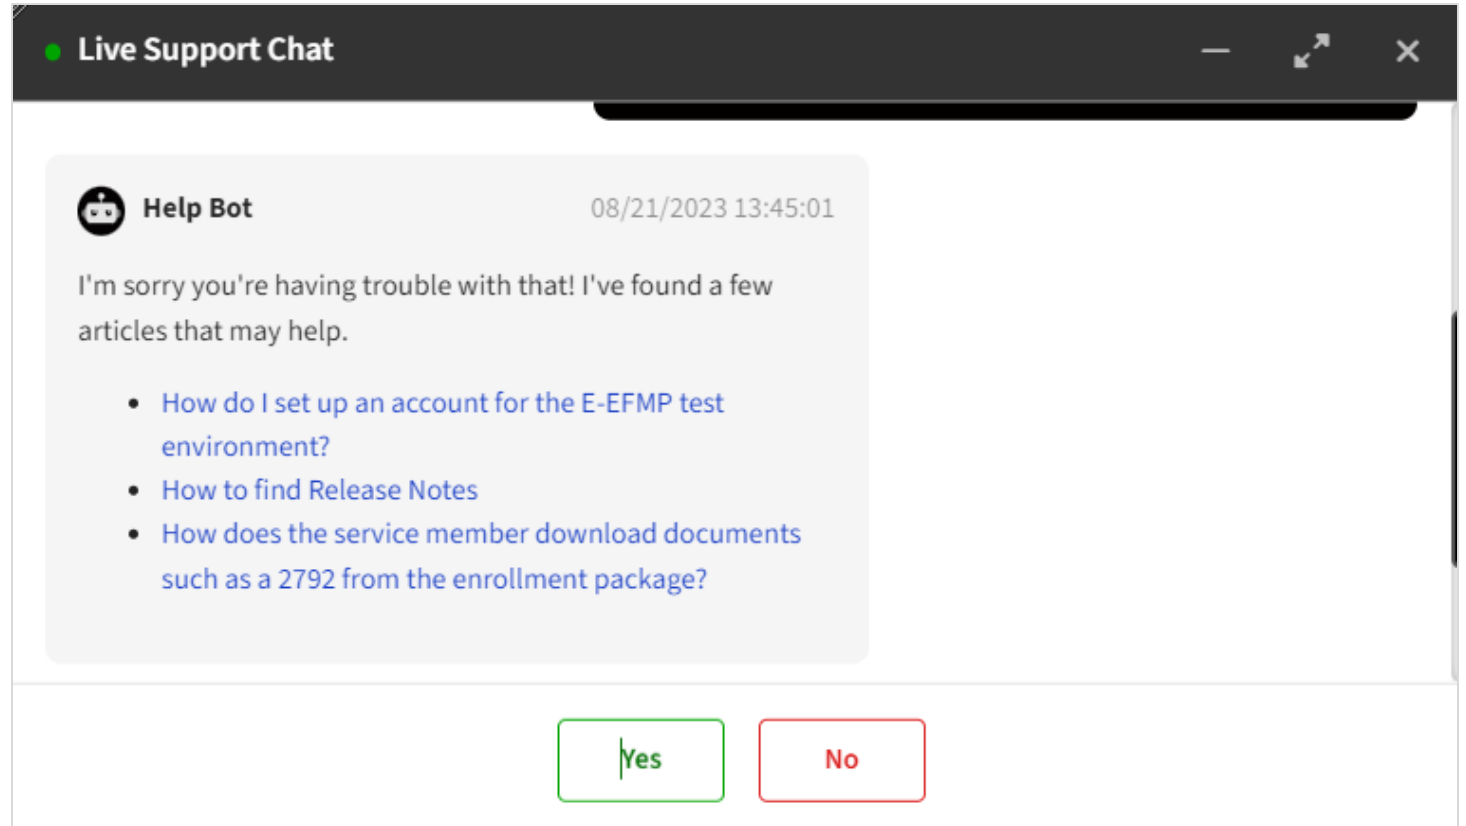 Live Support Chat
Help Bot 08/21/2023 13:45:01
I'm sorry you're having trouble with that! I've found a few
articles that may help.
• How do I set up an account for the E-EFMP test
environment?
• How to find Release Notes
• How does the service member download documents
such as a 2792 from the enrollment package?
Yes No